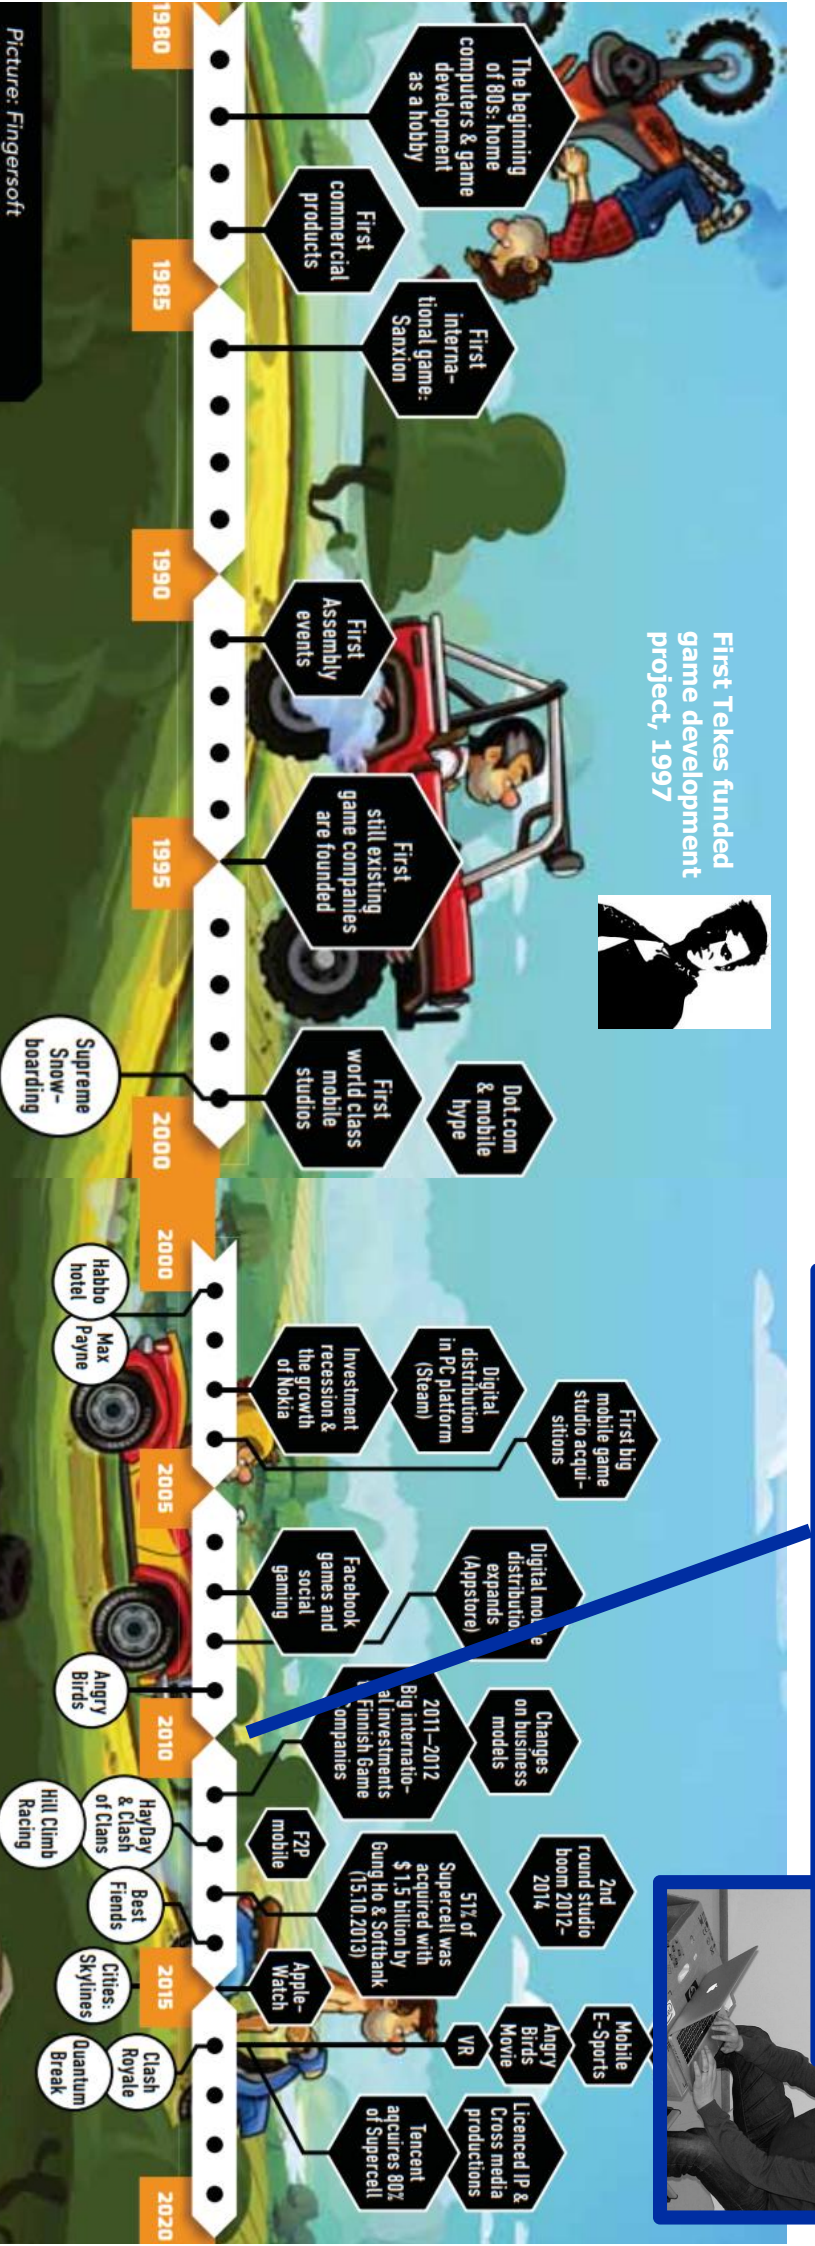 Picture: Fingersoft
1980
The beginning
of 80s: home
computers & game
development
as a hobby
First
commercial
products
1985
First
interna-
tional game:
Sanxion
1990
First
Assembly
events
First Tekes funded
game development
project, 1997
1995
First
still existing
game companies
are founded
Dot.com
& mobile
hype
First
world class
mobile
studios
Supreme
Snow-
boarding
2000
2000
Habbo
hotel
Max
Payne
Investment
recession &
the growth
of Nokia
Digital
distribution
in PC platform
(Steam)
First big
mobile game
studio acqui-
sitions
2005
Facebook
games and
social
gaming
Digital mobile
distributio
expands
(Appstore)
Angry
Birds
2010
2011–2012
Big internatio-
al investments
Finnish Game
ompanies
Changes
on business
models
HayDay
& Clash
of Clans
Hill Climb
Racing
F2P
mobile
51% of
Supercell was
acquired with
$ 1.5 billion by
Gung Ho & Softbank
(15.10.2013)
2nd
round studio
boom 2012-
2014
Best
Fiends
2015
Apple-
Watch
Cities:
Skylines
Mobile
E-Sports
Angry
Birds
Movie
VR
Clash
Royale
Quantum
Break
Licenced IP &
Cross media
productions
Tencent
aqcuires 80%
of Supercell
2020